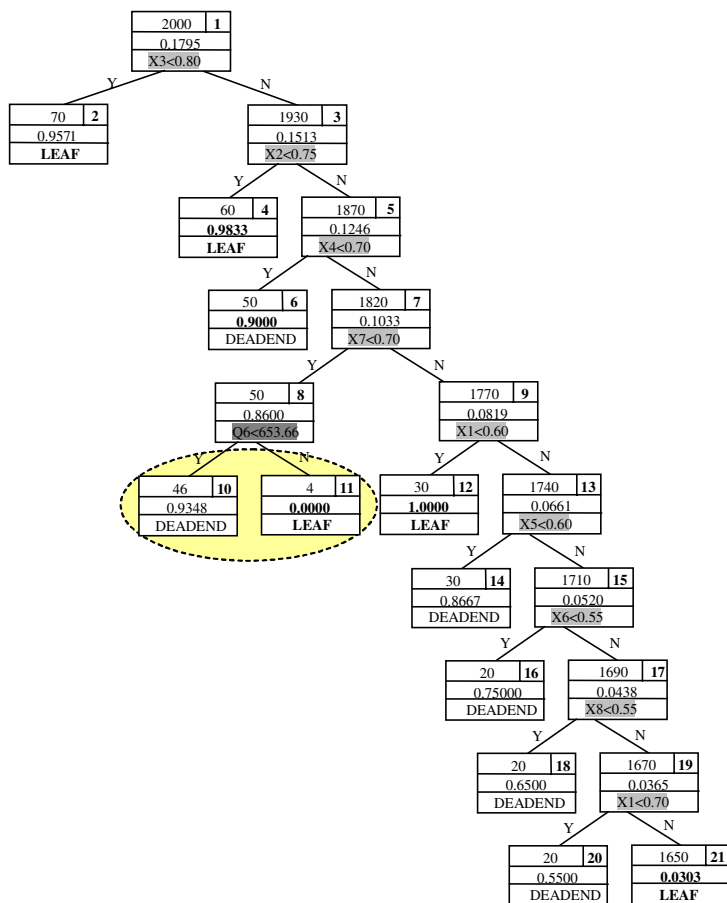 2000 1
0.1795
X3<0.80
Y N
70 2 1930 3
0.9571 0.1513
LEAF X2<0.75
Y N
60 4 1870 5
0.9833 0.1246
LEAF X4<0.70
Y N
50 6 1820 7
0.9000 0.1033
DEADEND X7<0.70
Y N
50 8 1770 9
0.8600 0.0819
Q6<653.66 X1<0.60
Y N Y N
46 10 4 11 30 12 1740 13
0.9348 0.0000 1.0000 0.0661
DEADEND LEAF LEAF X5<0.60
Y N
30 14 1710 15
0.8667 0.0520
DEADEND X6<0.55
Y N
20 16 1690 17
0.75000 0.0438
DEADEND X8<0.55
Y N
20 18 1670 19
0.6500 0.0365
DEADEND X1<0.70
Y N
20 20 1650 21
0.5500 0.0303
DEADEND LEAF